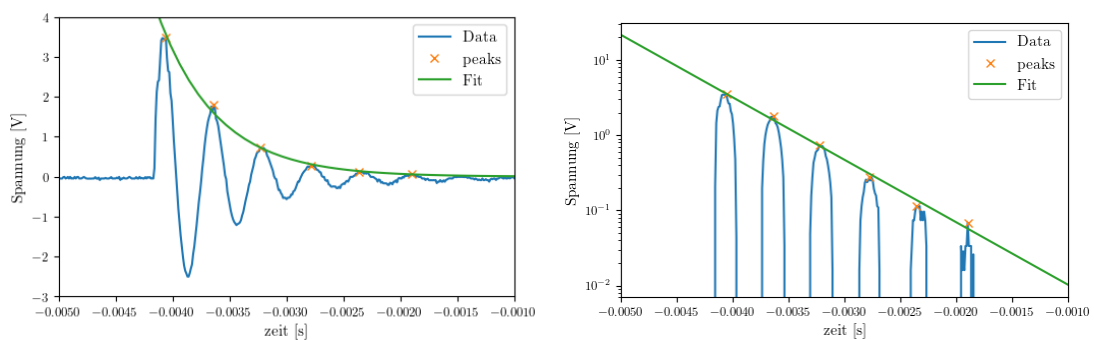 4
3
2
1
0
−1
−2
−3
Spannung [V]
−0.0050 −0.0045 −0.0040 −0.0035 −0.0030 −0.0025 −0.0020 −0.0015 −0.0010
zeit [s]
Data
peaks
Fit
10¹
10⁰
10⁻¹
10⁻²
Spannung [V]
−0.0050 −0.0045 −0.0040 −0.0035 −0.0030 −0.0025 −0.0020 −0.0015 −0.0010
zeit [s]
Data
peaks
Fit